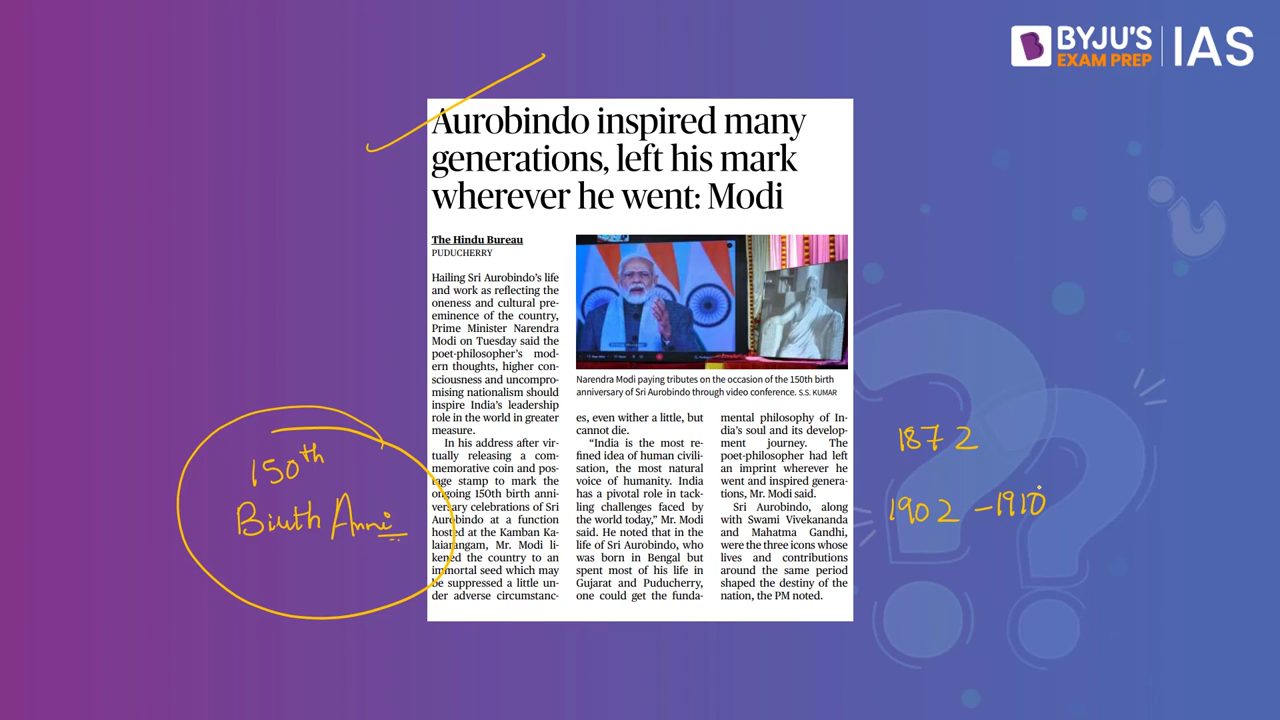 BYJU'S
EXAM PREP
IAS
Aurobindo inspired many
generations, left his mark
wherever he went: Modi
The Hindu Bureau
PUDUCHERRY
Hailing Sri Aurobindo's life
and work as reflecting the
oneness and cultural pre-
eminence of the country,
Prime Minister Narendra
Modi on Tuesday said the
poet-philosopher's mod-
ern thoughts, higher con-
sciousness and uncompro-
mising nationalism should
inspire India's leadership
role in the world in greater
measure.
In his address after vir-
tually releasing a com-
memorative coin and post-
age stamp to mark the
ongoing 150th birth anni-
versary celebrations of Sri
Aurobindo at a function
hosted at the Kamban Ka-
laiarangam, Mr. Modi li-
kened the country to an
immortal seed which may
be suppressed a little un-
der adverse circumstanc-
Narendra Modi paying tributes on the occasion of the 150th birth
anniversary of Sri Aurobindo through video conference. S.S. KUMAR
es, even wither a little, but
cannot die.
“India is the most re-
fined idea of human civili-
sation, the most natural
voice of humanity. India
has a pivotal role in tack-
ling challenges faced by
the world today,” Mr. Modi
said. He noted that in the
life of Sri Aurobindo, who
was born in Bengal but
spent most of his life in
Gujarat and Puducherry,
one could get the funda-
mental philosophy of In-
dia's soul and its develop-
ment journey. The
poet-philosopher had left
an imprint wherever he
went and inspired genera-
tions, Mr. Modi said.
Sri Aurobindo, along
with Swami Vivekananda
and Mahatma Gandhi,
were the three icons whose
lives and contributions
around the same period
shaped the destiny of the
nation, the PM noted.
150th
Birth Anni
1872
1902 - 1910